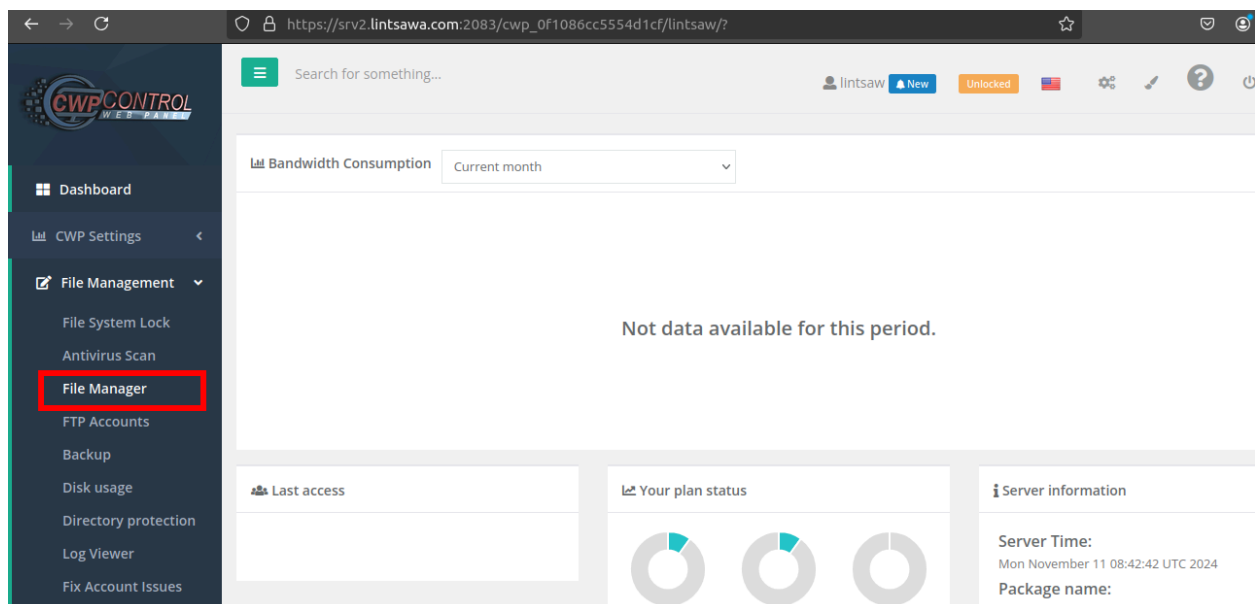 https://srv2.lintsawa.com:2083/cwp_0f1086cc5554d1cf/lintsaw/?
CWPCONTROL
WEB PANEL
Search for something...
lintsaw New Unlocked
Bandwidth Consumption Current month
Dashboard
CWP Settings
File Management
Not data available for this period.
File System Lock
Antivirus Scan
File Manager
FTP Accounts
Backup
Disk usage
Directory protection
Log Viewer
Fix Account Issues
Last access
Your plan status
Server information
Server Time:
Mon November 11 08:42:42 UTC 2024
Package name: